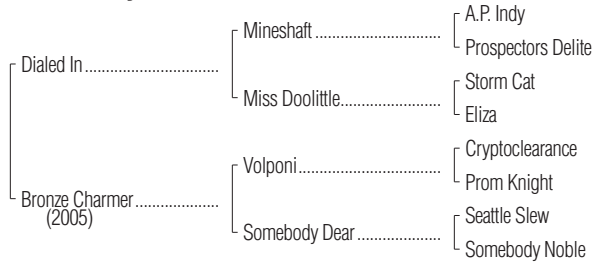 A.P. Indy
Mineshaft
Prospectors Delite
Dialed In
Storm Cat
Miss Doolittle
Eliza
Cryptoclearance
Volponi
Prom Knight
Bronze Charmer
(2005)
Seattle Slew
Somebody Dear
Somebody Noble